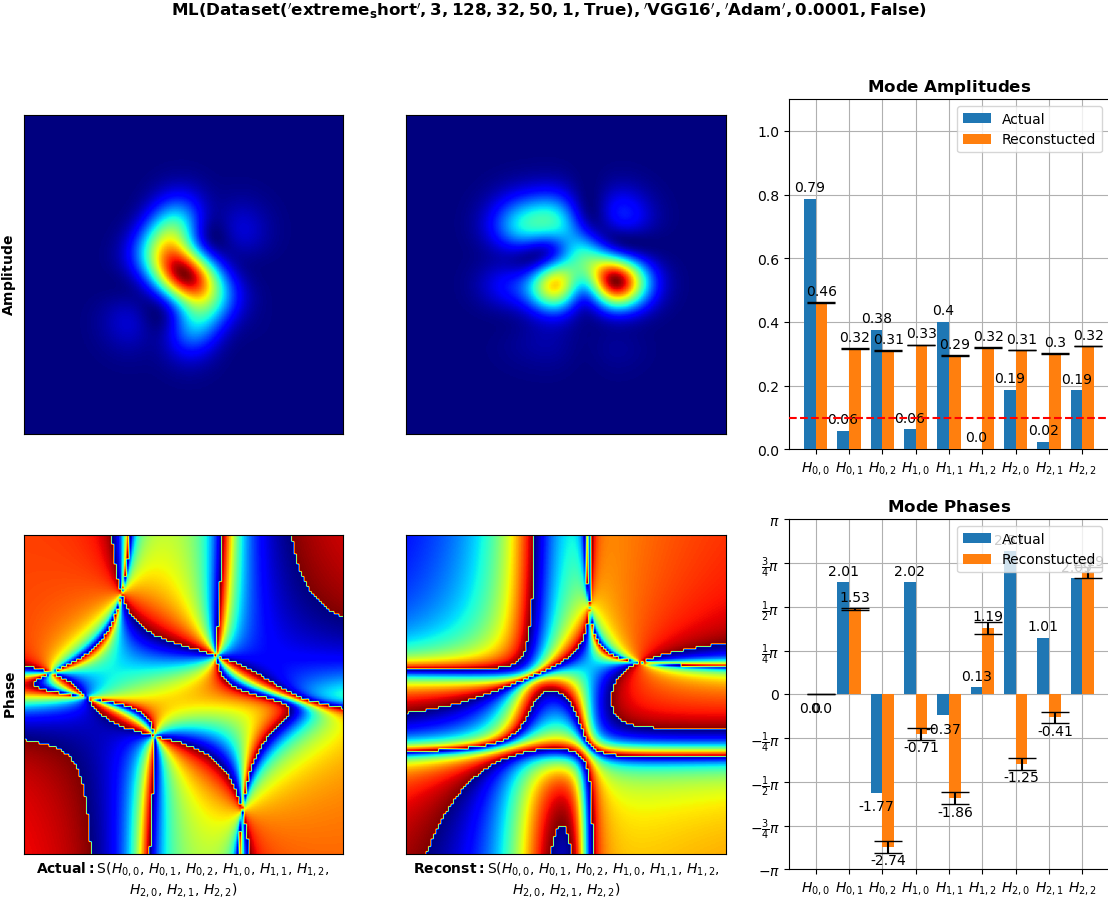 ML(Dataset(′extreme_short′, 3, 128, 32, 50, 1, True), ′VGG16′, ′Adam′, 0.0001, False)
Amplitude
Mode Amplitudes
Actual
Reconstucted
1.0
0.8
0.6
0.4
0.2
0.0
0.79
0.46
0.06
0.32
0.38
0.31
0.06
0.33
0.4
0.29
0.0
0.32
0.19
0.31
0.02
0.3
0.19
0.32
H0,0 H0,1 H0,2 H1,0 H1,1 H1,2 H2,0 H2,1 H2,2
Phase
Mode Phases
Actual
Reconstucted
π
3/4π
1/2π
1/4π
0
−1/4π
−1/2π
−3/4π
−π
0.0
2.01
1.53
-1.77
-2.74
2.02
-0.71
-0.37
-1.86
0.13
1.19
-1.25
1.01
-0.41
H0,0 H0,1 H0,2 H1,0 H1,1 H1,2 H2,0 H2,1 H2,2
Actual: S(H0,0, H0,1, H0,2, H1,0, H1,1, H1,2,
H2,0, H2,1, H2,2)
Reconst: S(H0,0, H0,1, H0,2, H1,0, H1,1, H1,2,
H2,0, H2,1, H2,2)